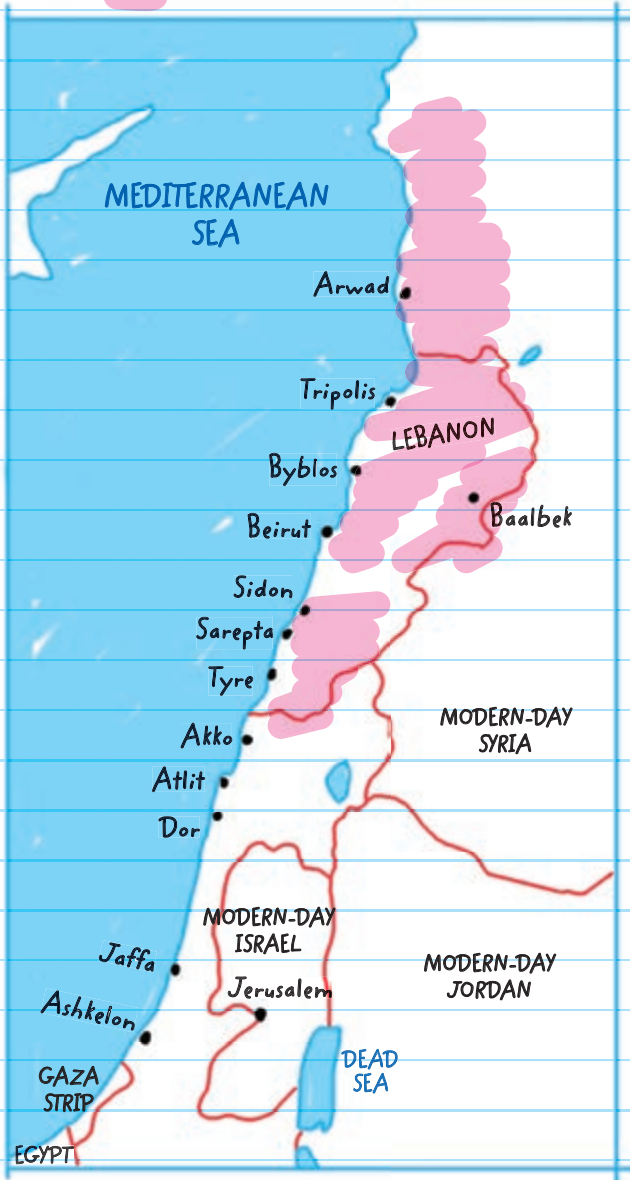 MEDITERRANEAN
SEA
Arwad
Tripolis
LEBANON
Byblos
Baalbek
Beirut
Sidon
Sarepta
Tyre
MODERN-DAY
SYRIA
Akko
Atlit
Dor
MODERN-DAY
ISRAEL
Jaffa
MODERN-DAY
JORDAN
Jerusalem
Ashkelon
DEAD
SEA
GAZA
STRIP
EGYPT